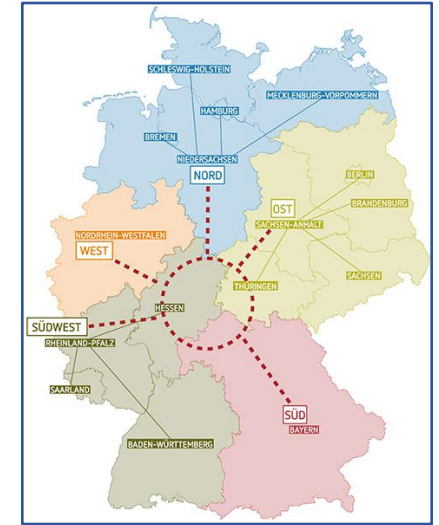 SCHLESWIG-HOLSTEIN
MECKLENBURG-VORPOMMERN
HAMBURG
BREMEN
NIEDERSACHSEN
NORD
BERLIN
BRANDENBURG
OST
SACHSEN-ANHALT
NORDRHEIN-WESTFALEN
WEST
SACHSEN
THÜRINGEN
HESSEN
SÜDWEST
RHEINLAND-PFALZ
SAARLAND
SÜD
BAYERN
BADEN-WÜRTTEMBERG